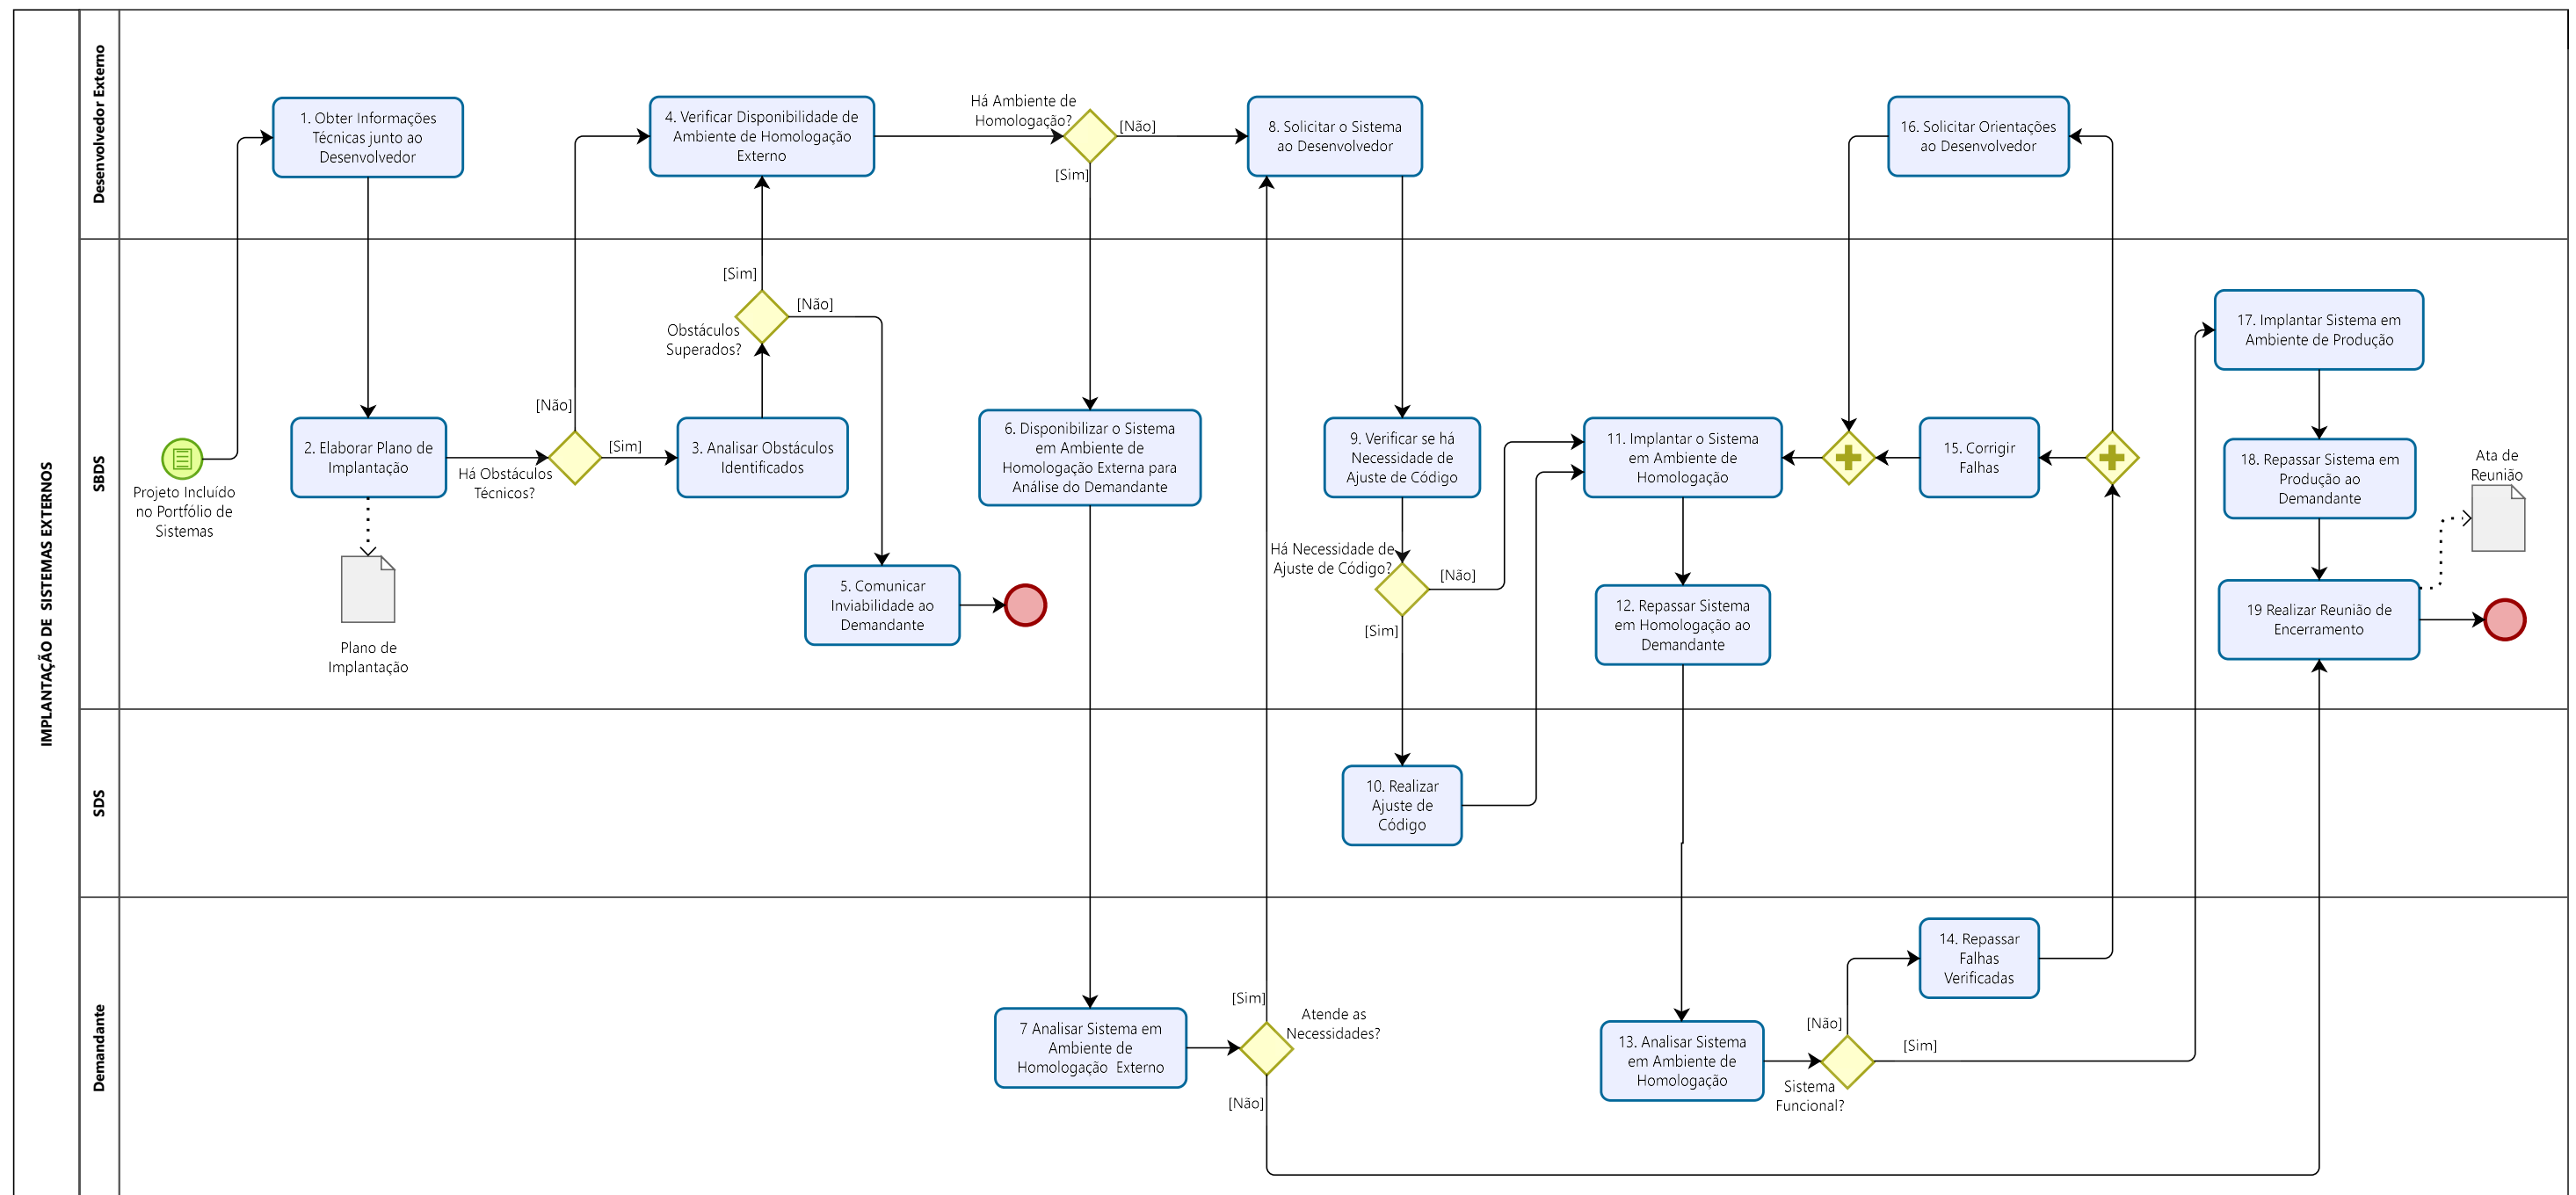 IMPLANTAÇÃO DE SISTEMAS EXTERNOS
Desenvolvedor Externo
1. Obter Informações
Técnicas junto ao
Desenvolvedor
4. Verificar Disponibilidade de
Ambiente de Homologação
Externo
Há Ambiente de
Homologação?
[Não]
[Sim]
8. Solicitar o Sistema
ao Desenvolvedor
16. Solicitar Orientações
ao Desenvolvedor
SBDS
Projeto Incluído
no Portfólio de
Sistemas
2. Elaborar Plano de
Implantação
Plano de
Implantação
Há Obstáculos
Técnicos?
[Não]
[Sim]
3. Analisar Obstáculos
Identificados
Obstáculos
Superados?
[Sim]
[Não]
5. Comunicar
Inviabilidade ao
Demandante
6. Disponibilizar o Sistema
em Ambiente de
Homologação Externa para
Análise do Demandante
9. Verificar se há
Necessidade de
Ajuste de Código
Há Necessidade de
Ajuste de Código?
[Não]
[Sim]
11. Implantar o Sistema
em Ambiente de
Homologação
12. Repassar Sistema
em Homologação ao
Demandante
15. Corrigir
Falhas
17. Implantar Sistema em
Ambiente de Produção
18. Repassar Sistema em
Produção ao
Demandante
19 Realizar Reunião de
Encerramento
Ata de
Reunião
SDS
10. Realizar
Ajuste de
Código
Demandante
7 Analisar Sistema em
Ambiente de
Homologação Externo
[Sim]
Atende as
Necessidades?
[Não]
13. Analisar Sistema
em Ambiente de
Homologação
Sistema
Funcional?
[Não]
[Sim]
14. Repassar
Falhas
Verificadas